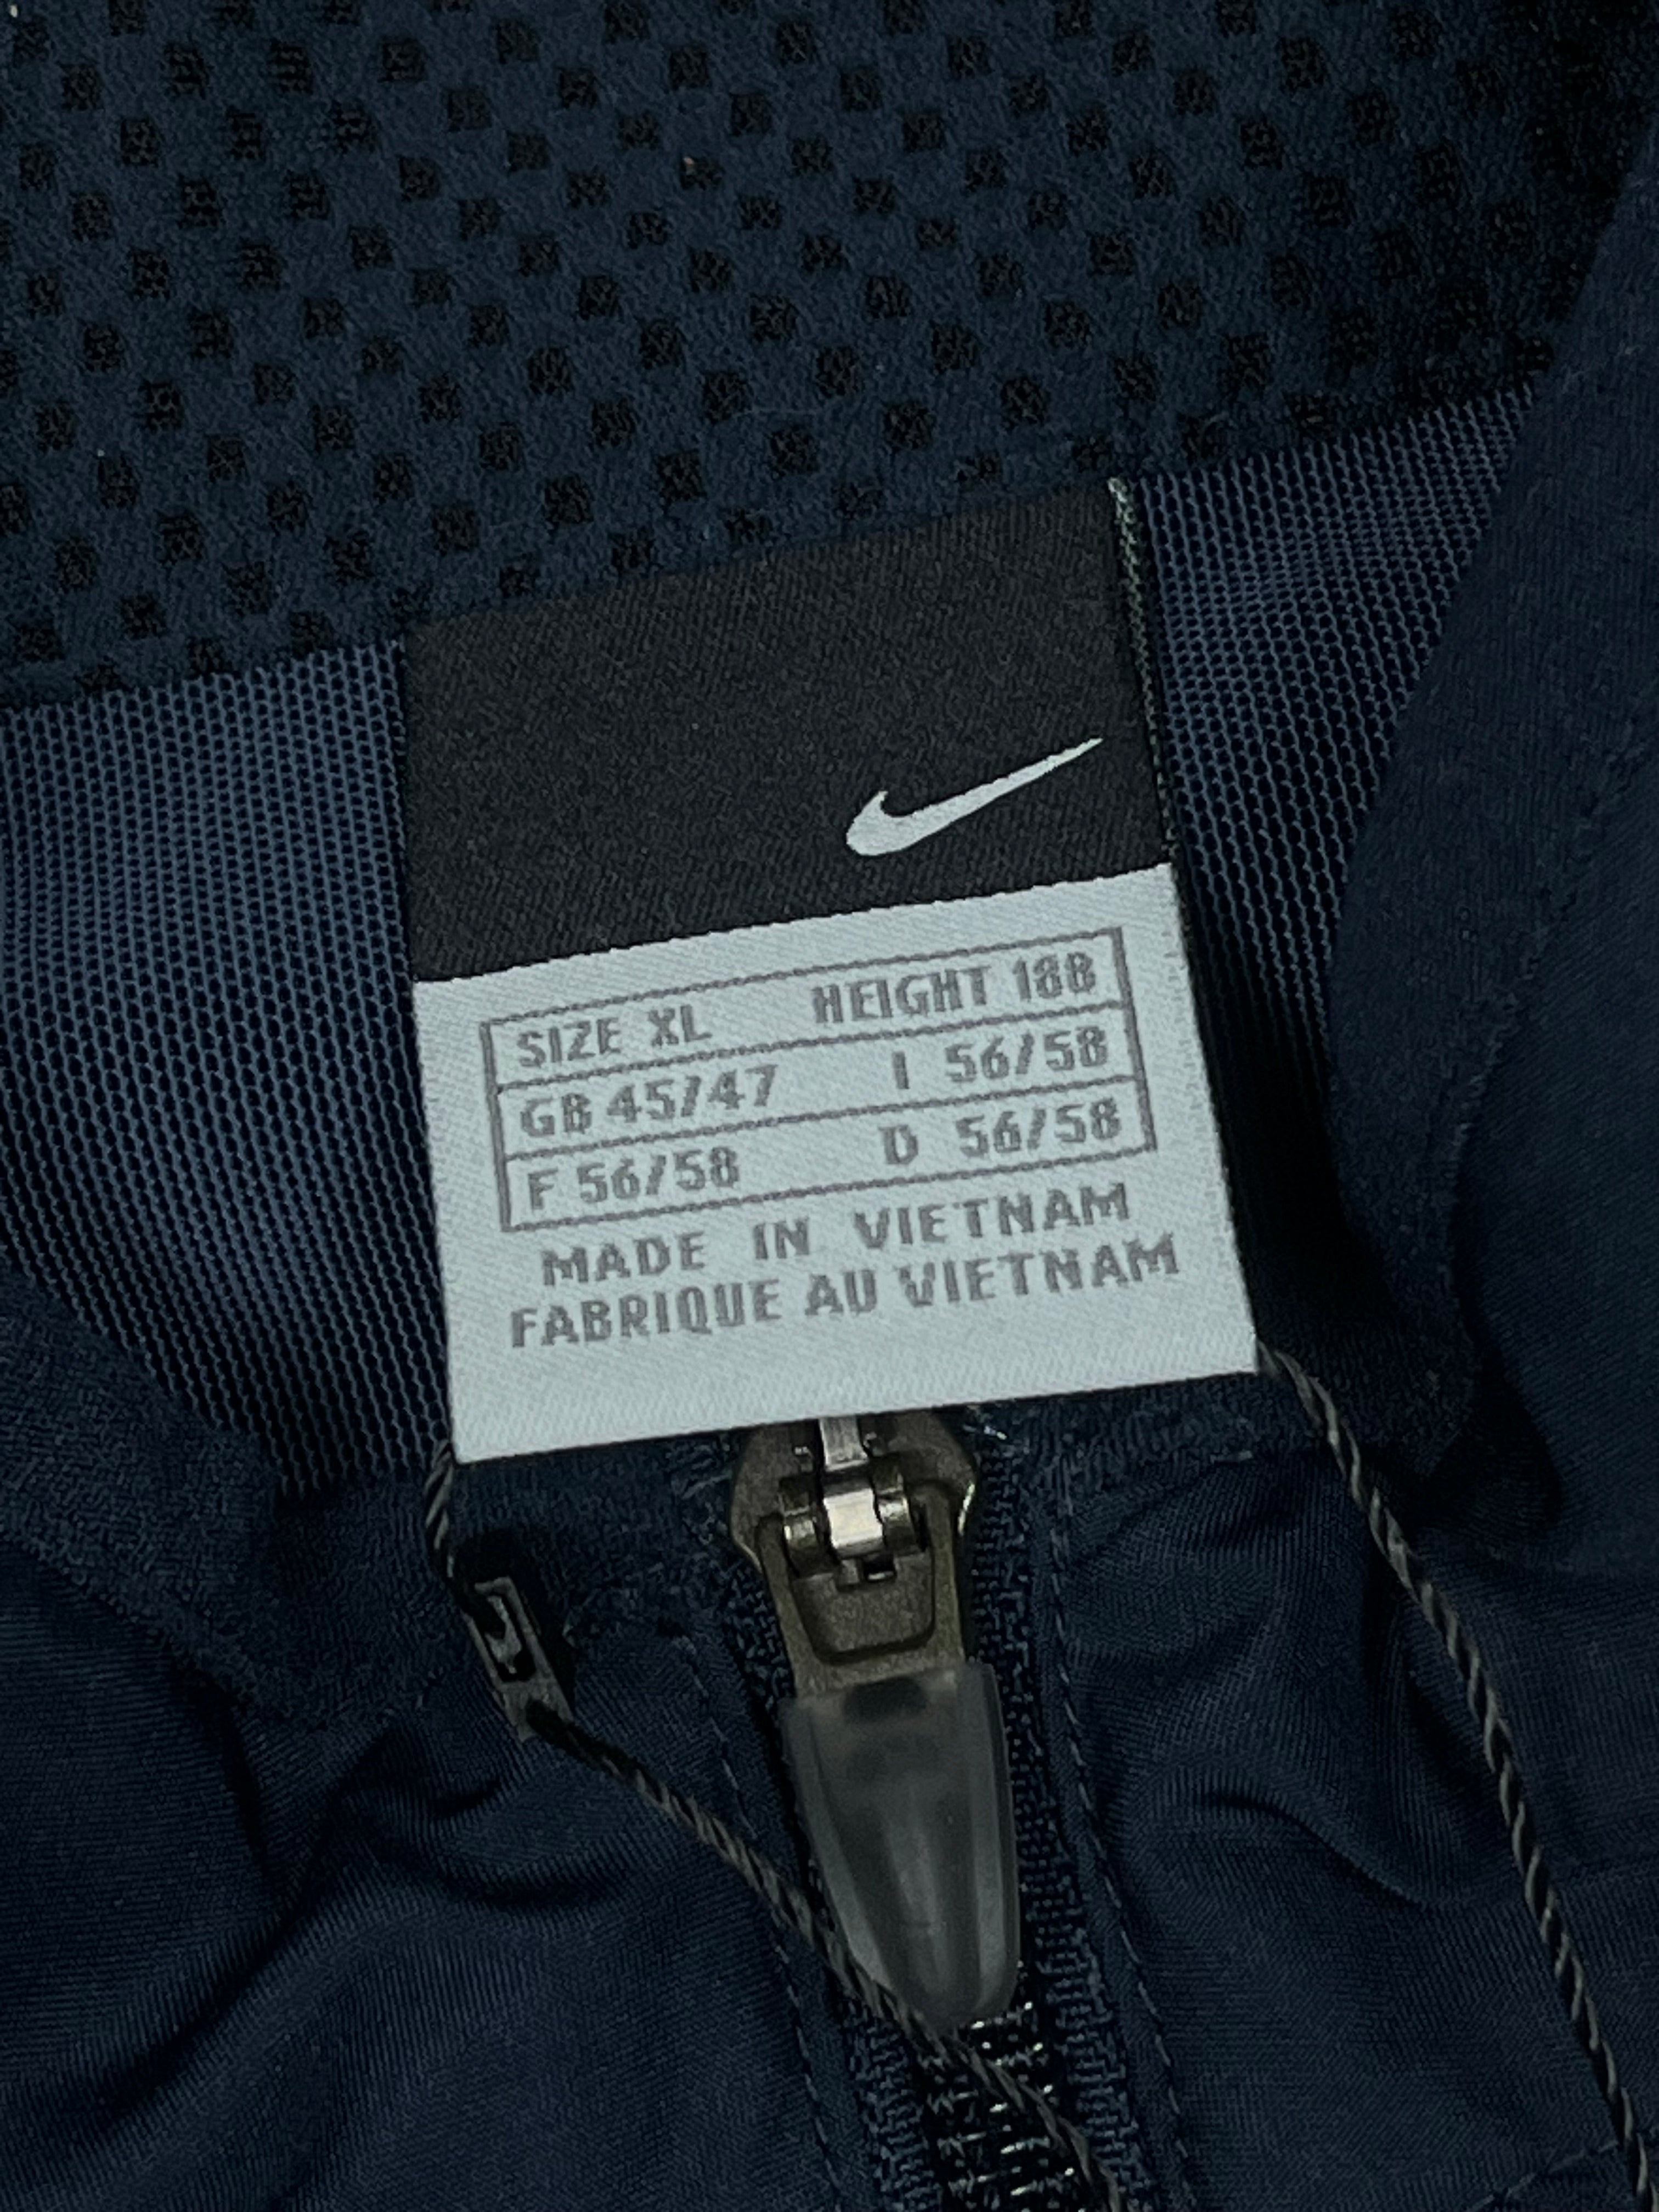 SIZE XL HEIGHT 188
GB 45/47 I 56/58
F 56/58 D 56/58
MADE IN VIETNAM
FABRIQUE AU VIETNAM